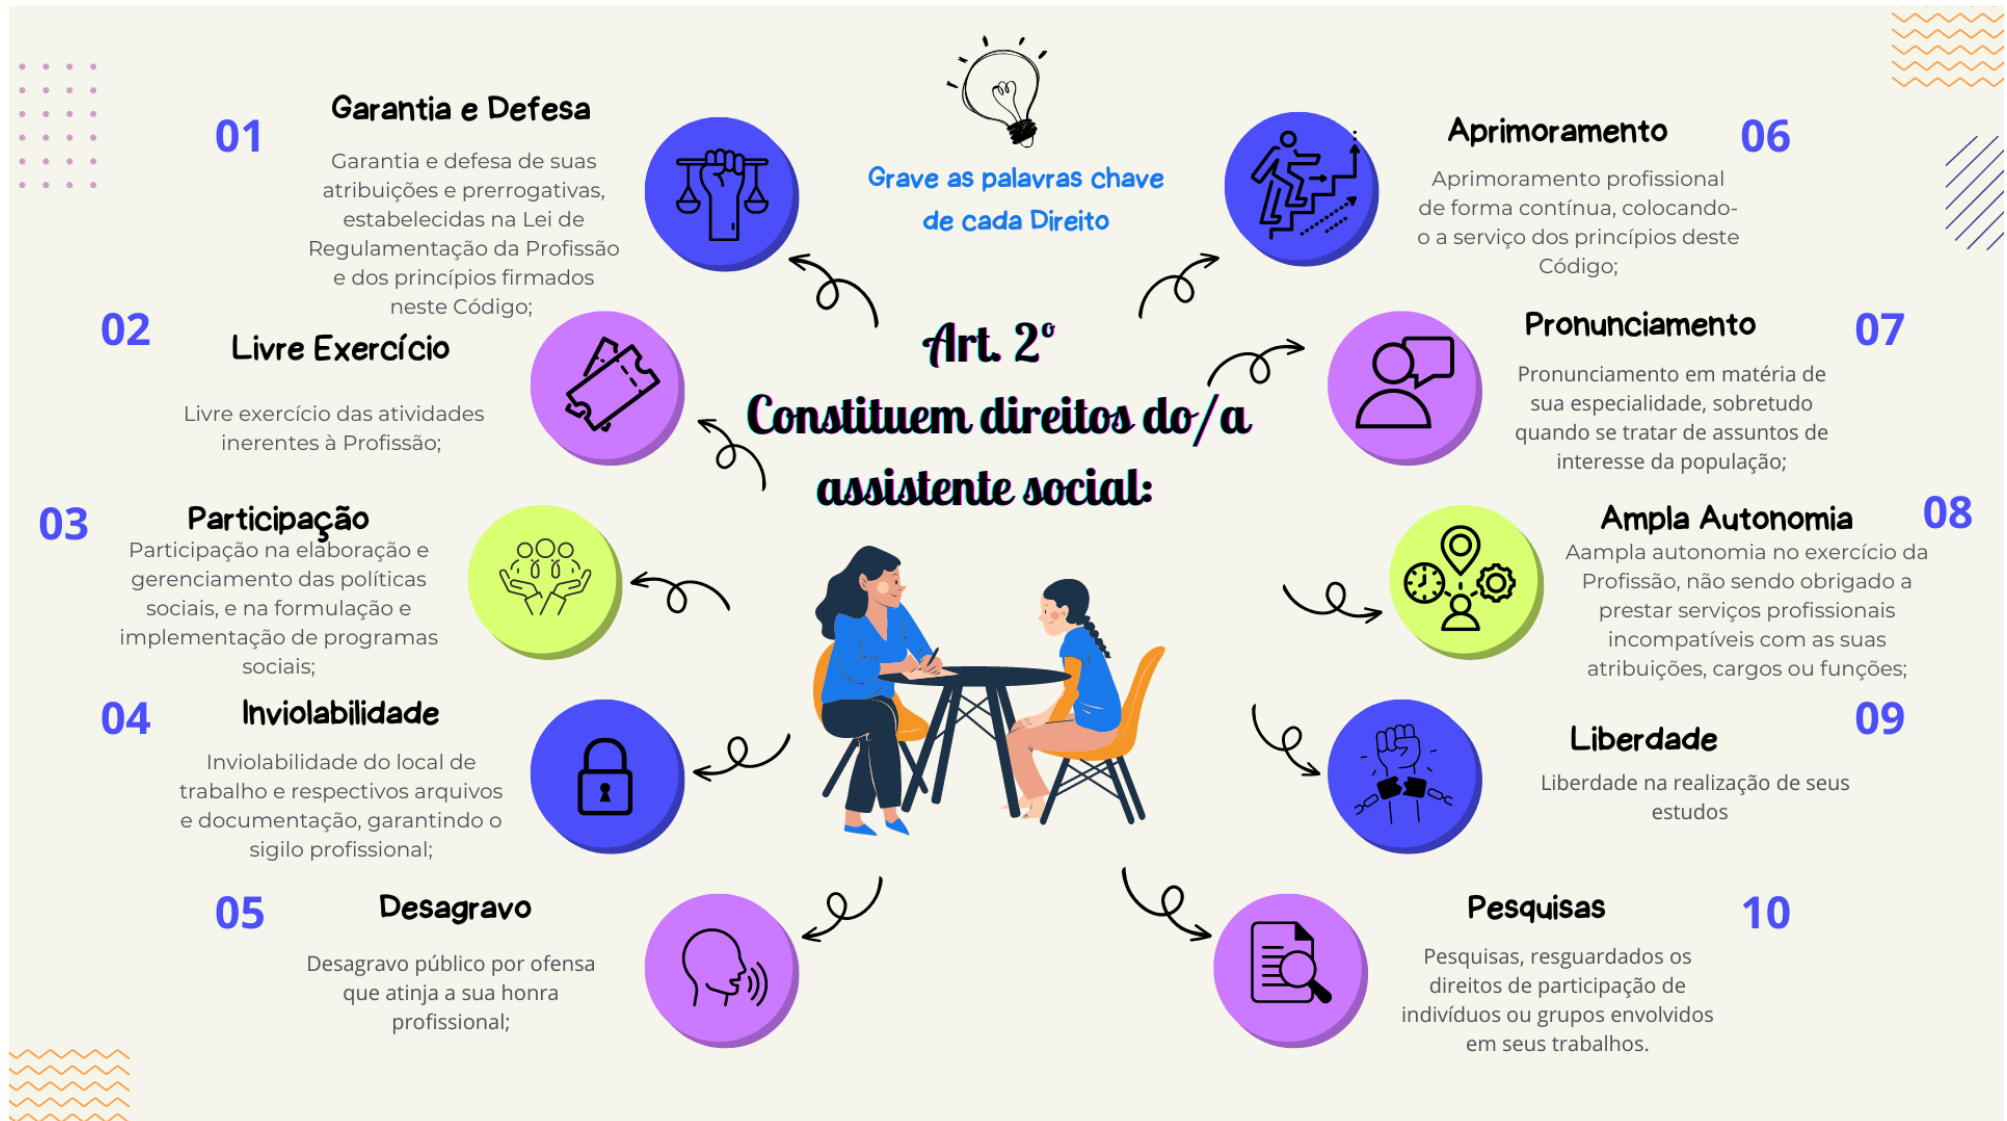 Grave as palavras chave
de cada Direito
Art. 2º
Constituem direitos do/a
assistente social:
01
Garantia e Defesa
Garantia e defesa de suas
atribuições e prerrogativas,
estabelecidas na Lei de
Regulamentação da Profissão
e dos princípios firmados
neste Código;
02
Livre Exercício
Livre exercício das atividades
inerentes à Profissão;
03
Participação
Participação na elaboração e
gerenciamento das políticas
sociais, e na formulação e
implementação de programas
sociais;
04
Inviolabilidade
Inviolabilidade do local de
trabalho e respectivos arquivos
e documentação, garantindo o
sigilo profissional;
05
Desagravo
Desagravo público por ofensa
que atinja a sua honra
profissional;
06
Aprimoramento
Aprimoramento profissional
de forma contínua, colocando-
o a serviço dos princípios deste
Código;
07
Pronunciamento
Pronunciamento em matéria de
sua especialidade, sobretudo
quando se tratar de assuntos de
interesse da população;
08
Ampla Autonomia
Aampla autonomia no exercício da
Profissão, não sendo obrigado a
prestar serviços profissionais
incompatíveis com as suas
atribuições, cargos ou funções;
09
Liberdade
Liberdade na realização de seus
estudos
10
Pesquisas
Pesquisas, resguardados os
direitos de participação de
indivíduos ou grupos envolvidos
em seus trabalhos.